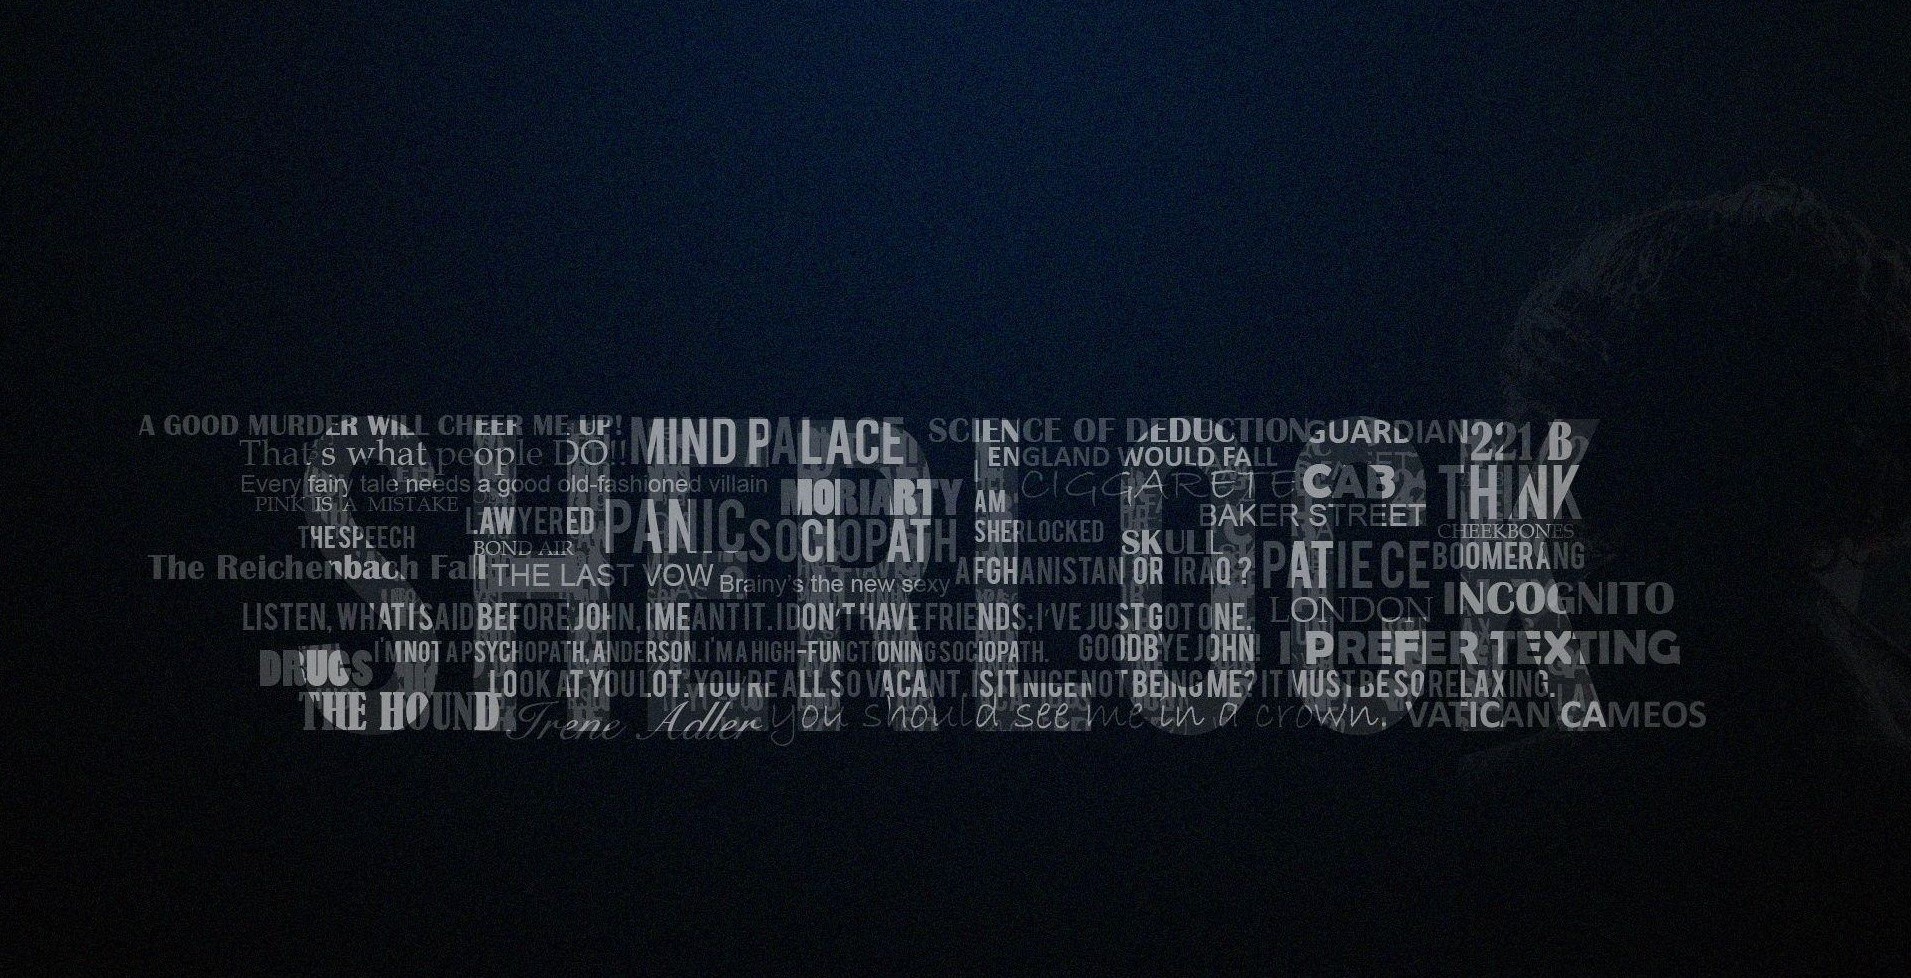 SHERLOCK
A GOOD MURDER WILL CHEER ME UP!
MIND PALACE
SCIENCE OF DEDUCTION
GUARDIAN
221 B
That's what people DO!!
ENGLAND WOULD FALL
Every fairy tale needs a good old-fashioned villain
MORIARTY
I AM SHERLOCKED
CIGGARETE
CAB
THINK
PINK IS A MISTAKE
LAWYERED
PANIC
BAKER STREET
CHEEKBONES
THE SPEECH
BOND AIR
SOCIOPATH
SKULL
PATIECE
BOOMERANG
The Reichenbach Fall
THE LAST VOW
Brainy's the new sexy
AFGHANISTAN OR IRAQ?
LONDON
INCOGNITO
LISTEN, WHAT I SAID BEFORE JOHN, I MEANT IT. I DON'T HAVE FRIENDS; I'VE JUST GOT ONE.
DRUGS
I'M NOT A PSYCHOPATH, ANDERSON. I'M A HIGH-FUNCTIONING SOCIOPATH.
GOODBYE JOHN!
I PREFER TEXTING
LOOK AT YOU LOT. YOU'RE ALL SO VACANT. IS IT NICE NOT BEING ME? IT MUST BE SO RELAXING.
THE HOUND
Irene Adler
you should see me in a crown.
VATICAN CAMEOS